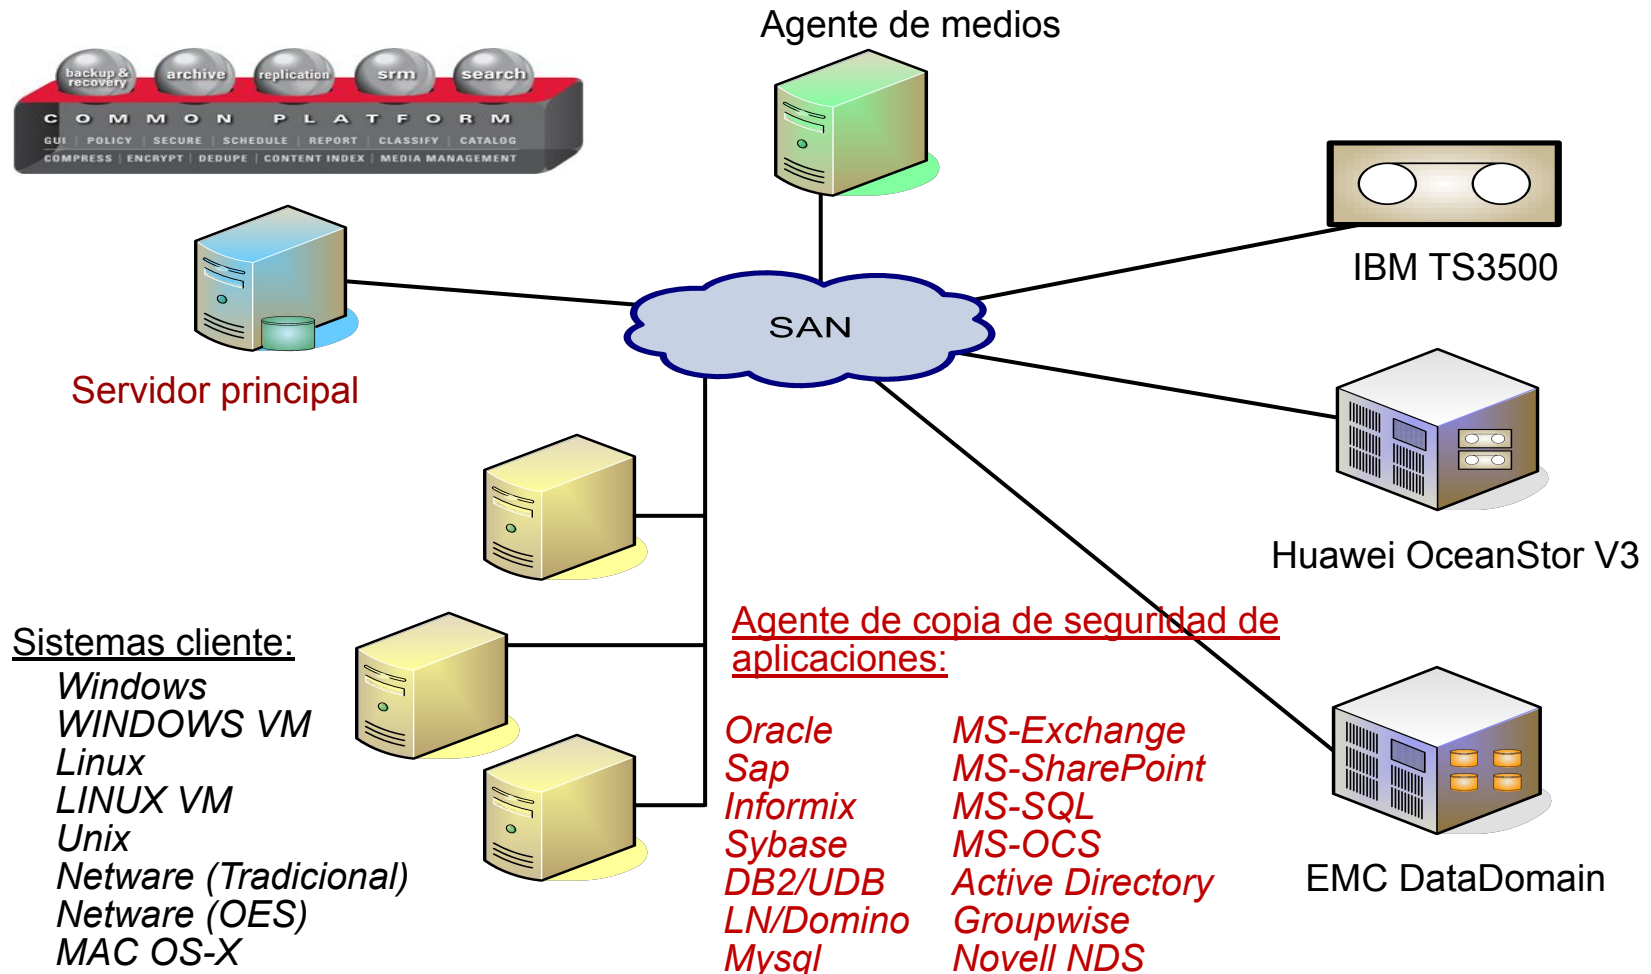 Agente de medios
backup &
recovery
archive
replication
srm
search
COMMON PLATFORM
GUI | POLICY | SECURE | SCHEDULE | REPORT | CLASSIFY | CATALOG
COMPRESS | ENCRYPT | DEDUPE | CONTENT INDEX | MEDIA MANAGEMENT
IBM TS3500
SAN
Servidor principal
Huawei OceanStor V3
Sistemas cliente:
Windows
WINDOWS VM
Linux
LINUX VM
Unix
Netware (Tradicional)
Netware (OES)
MAC OS-X
Agente de copia de seguridad de
aplicaciones:
Oracle
Sap
Informix
Sybase
DB2/UDB
LN/Domino
Mysql
MS-Exchange
MS-SharePoint
MS-SQL
MS-OCS
Active Directory
Groupwise
Novell NDS
EMC DataDomain